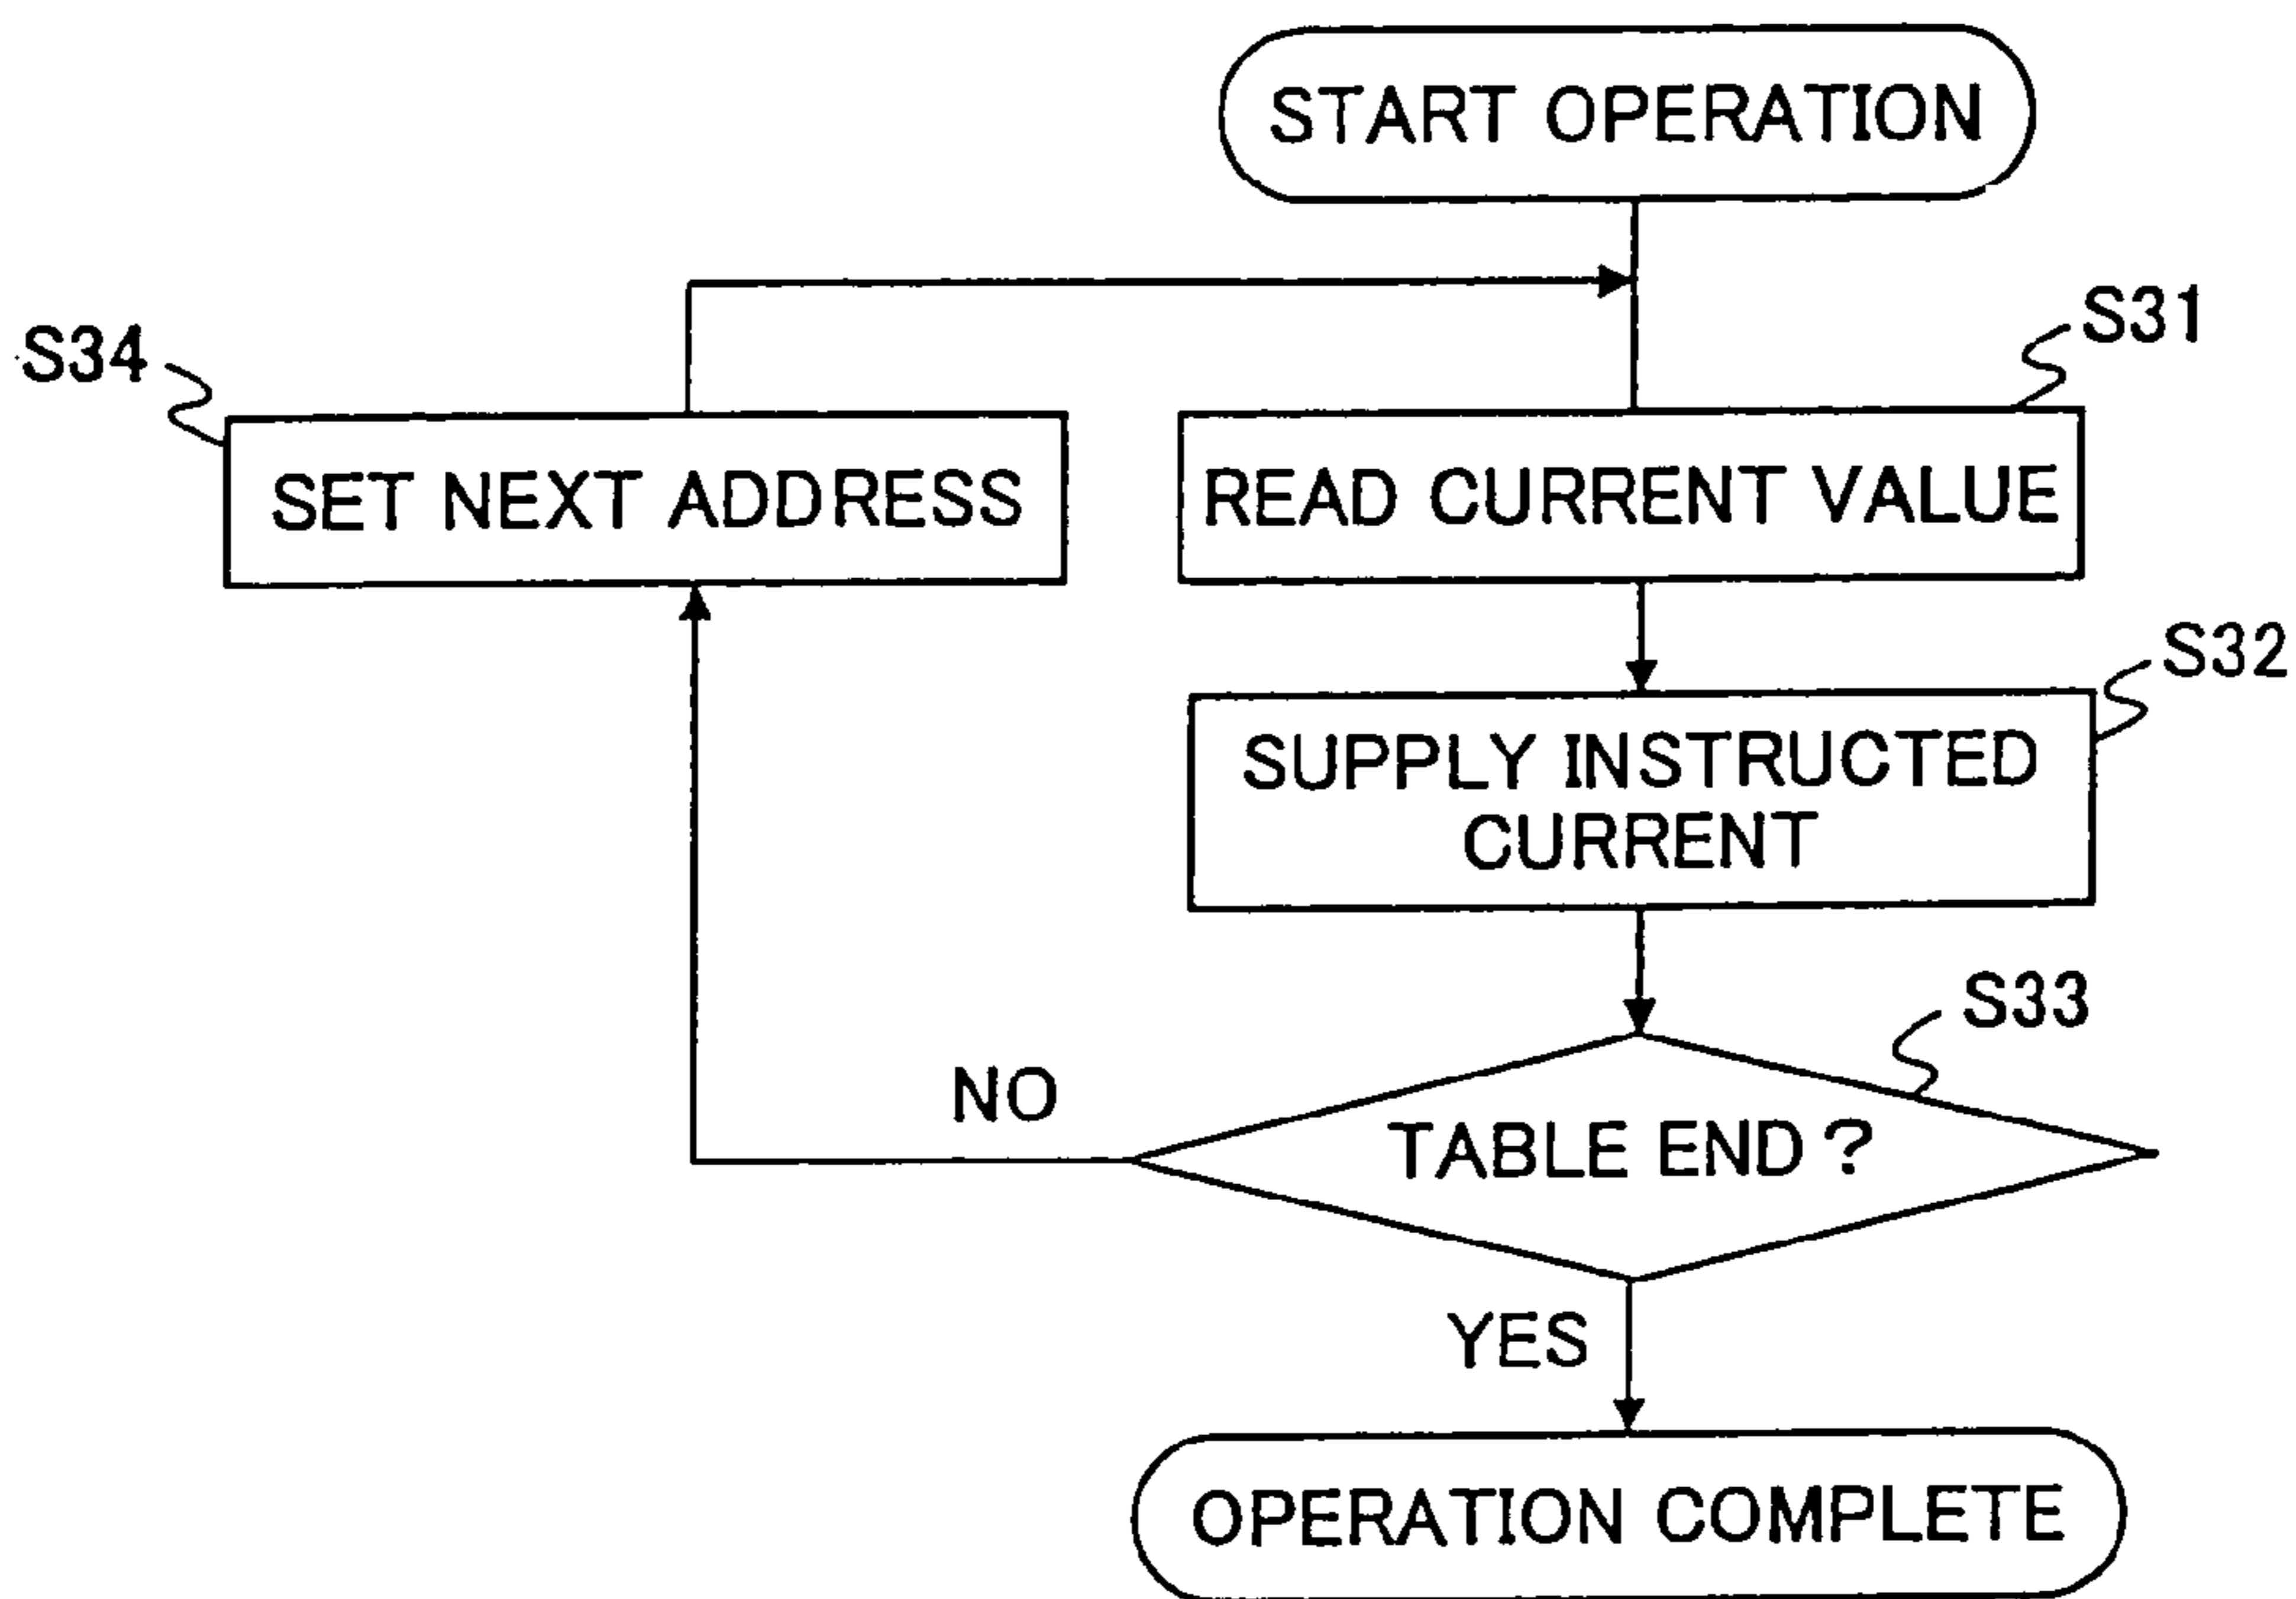 START OPERATION
S31
S34
SET NEXT ADDRESS
READ CURRENT VALUE
S32
SUPPLY INSTRUCTED
CURRENT
S33
NO
TABLE END ?
YES
OPERATION COMPLETE